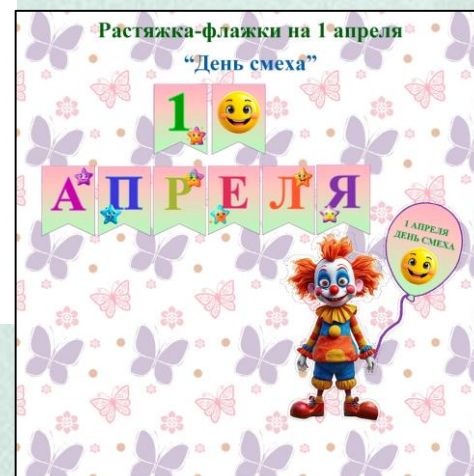 Растяжка-флажки на 1 апреля
“День смеха”
1
АПРЕЛЯ
1 АПРЕЛЯ
ДЕНЬ СМЕХА